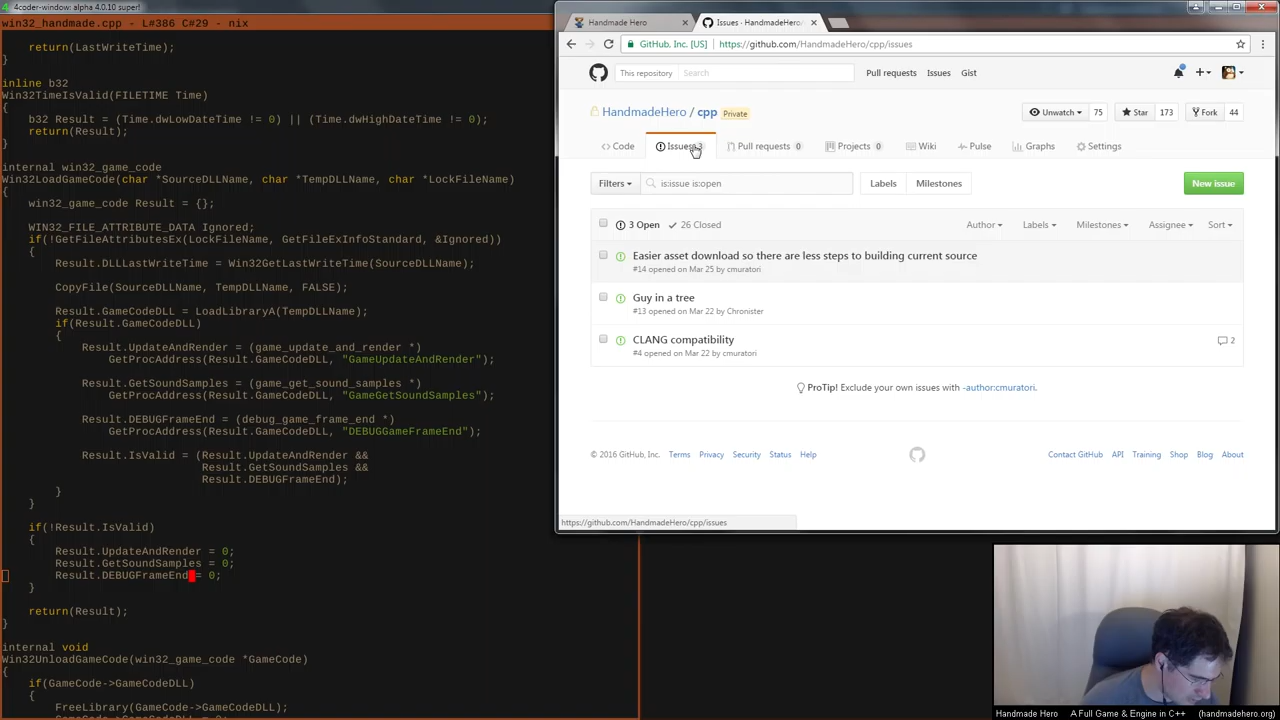 4coder-window: alpha 4.0.10 super!
win32_handmade.cpp - L#386 C#29 - nix
return(LastWriteTime);
}
inline b32
Win32TimeIsValid(FILETIME Time)
{
b32 Result = (Time.dwLowDateTime != 0) || (Time.dwHighDateTime != 0);
return(Result);
}
internal win32_game_code
Win32LoadGameCode(char *SourceDLLName, char *TempDLLName, char *LockFileName)
{
win32_game_code Result = {};
WIN32_FILE_ATTRIBUTE_DATA Ignored;
if(!GetFileAttributesEx(LockFileName, GetFileExInfoStandard, &Ignored))
{
Result.DLLLastWriteTime = Win32GetLastWriteTime(SourceDLLName);
CopyFile(SourceDLLName, TempDLLName, FALSE);
Result.GameCodeDLL = LoadLibraryA(TempDLLName);
if(Result.GameCodeDLL)
{
Result.UpdateAndRender = (game_update_and_render *)
GetProcAddress(Result.GameCodeDLL, "GameUpdateAndRender");
Result.GetSoundSamples = (game_get_sound_samples *)
GetProcAddress(Result.GameCodeDLL, "GameGetSoundSamples");
Result.DEBUGFrameEnd = (debug_game_frame_end *)
GetProcAddress(Result.GameCodeDLL, "DEBUGGameFrameEnd");
Result.IsValid = (Result.UpdateAndRender &&
Result.GetSoundSamples &&
Result.DEBUGFrameEnd);
}
}
if(!Result.IsValid)
{
Result.UpdateAndRender = 0;
Result.GetSoundSamples = 0;
Result.DEBUGFrameEnd = 0;
}
return(Result);
}
internal void
Win32UnloadGameCode(win32_game_code *GameCode)
{
if(GameCode->GameCodeDLL)
{
FreeLibrary(GameCode->GameCodeDLL);
Handmade Hero
Issues · HandmadeHero/
GitHub, Inc. [US] https://github.com/HandmadeHero/cpp/issues
This repository Search Pull requests Issues Gist
HandmadeHero / cpp Private Unwatch 75 Star 173 Fork 44
Code Issues 3 Pull requests 0 Projects 0 Wiki Pulse Graphs Settings
Filters is:issue is:open Labels Milestones New issue
3 Open 26 Closed Author Labels Milestones Assignee Sort
Easier asset download so there are less steps to building current source
#14 opened on Mar 25 by cmuratori
Guy in a tree
#13 opened on Mar 22 by Chronister
CLANG compatibility 2
#4 opened on Mar 22 by cmuratori
ProTip! Exclude your own issues with -author:cmuratori.
© 2016 GitHub, Inc. Terms Privacy Security Status Help Contact GitHub API Training Shop Blog About
https://github.com/HandmadeHero/cpp/issues
Handmade Hero A Full Game & Engine in C++ (handmadehero.org)